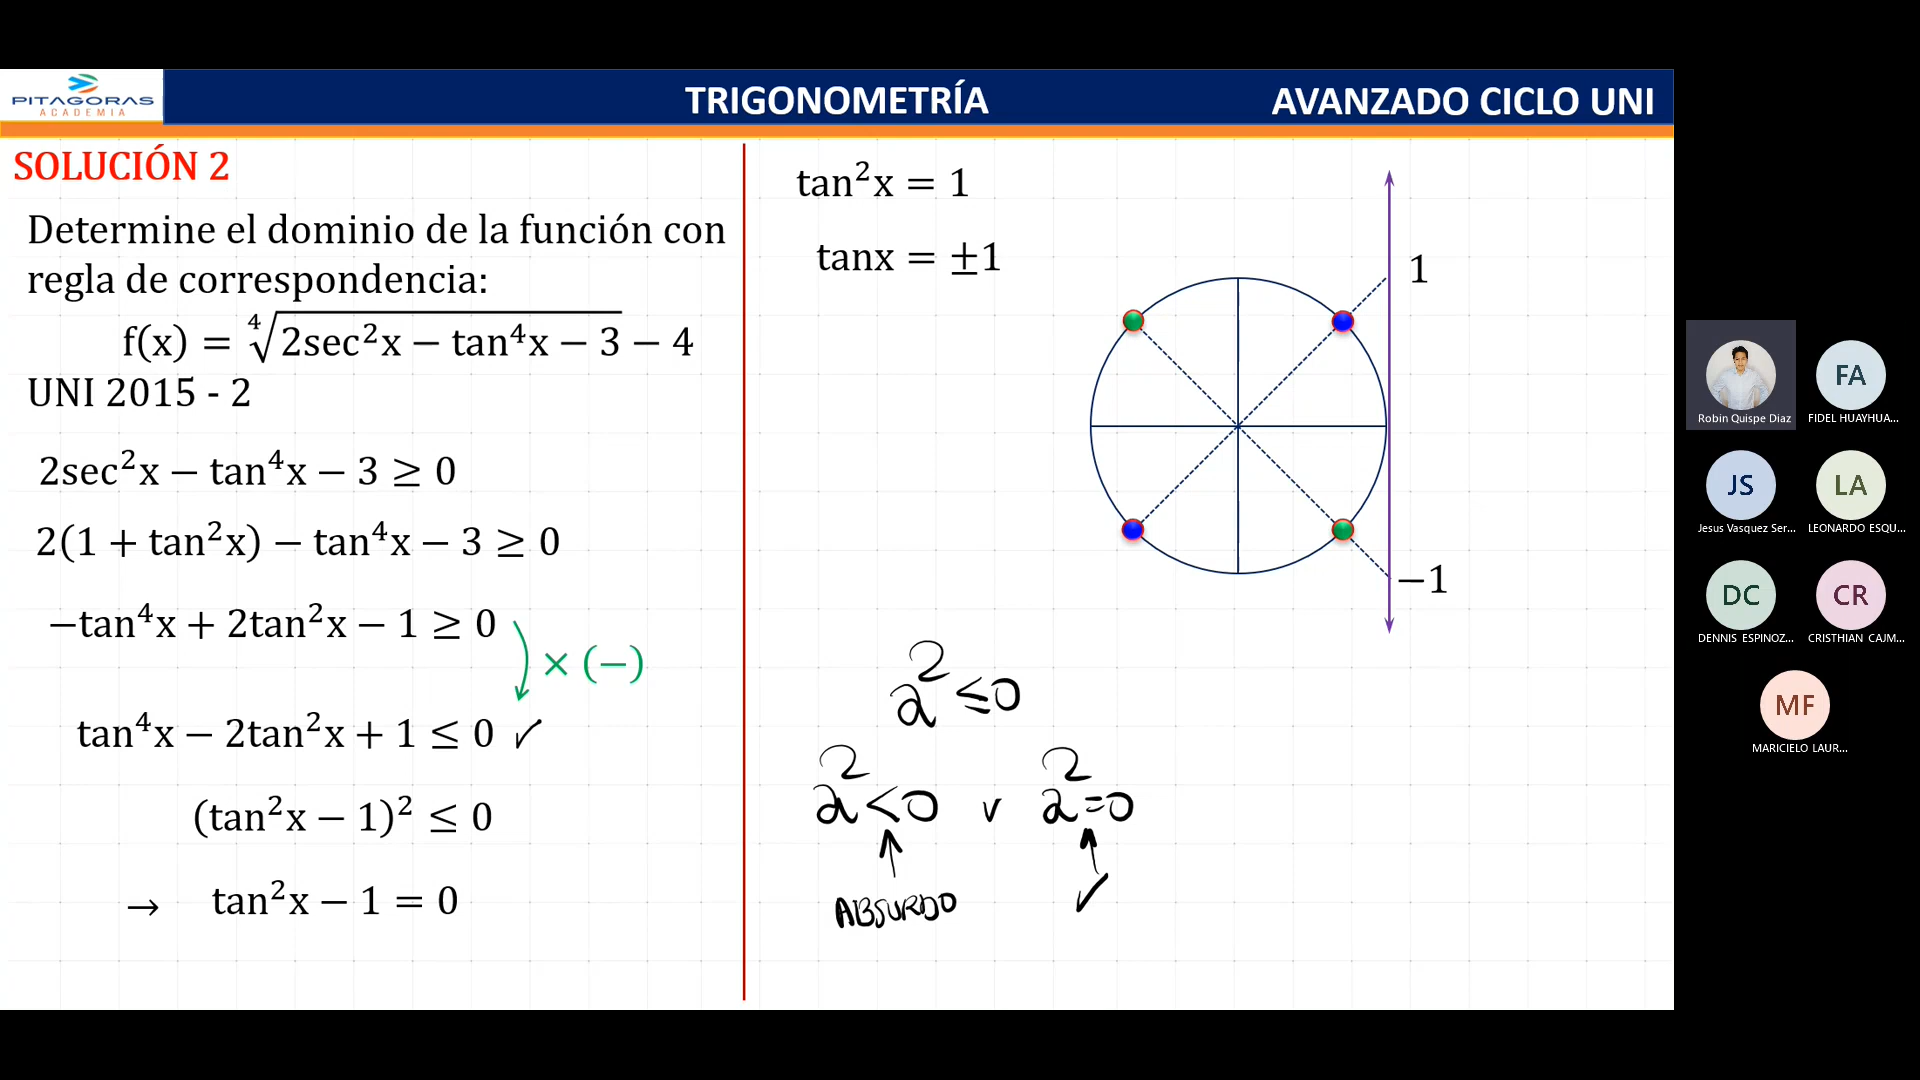 PITAGORAS
ACADEMIA
TRIGONOMETRÍA
AVANZADO CICLO UNI
SOLUCIÓN 2
Determine el dominio de la función con
regla de correspondencia:
f(x) = ∜(2sec²x − tan⁴x − 3) − 4
UNI 2015 - 2
2sec²x − tan⁴x − 3 ≥ 0
2(1 + tan²x) − tan⁴x − 3 ≥ 0
−tan⁴x + 2tan²x − 1 ≥ 0
× (−)
tan⁴x − 2tan²x + 1 ≤ 0 ✓
(tan²x − 1)² ≤ 0
→ tan²x − 1 = 0
tan²x = 1
tanx = ±1
1
−1
a² ≤ 0
a² < 0 v a² = 0
ABSURDO ✓
Robin Quispe Diaz
FA
FIDEL HUAYHUA...
JS
Jesus Vasquez Ser...
LA
LEONARDO ESQU...
DC
DENNIS ESPINOZ...
CR
CRISTHIAN CAJM...
MF
MARICIELO LAUR...